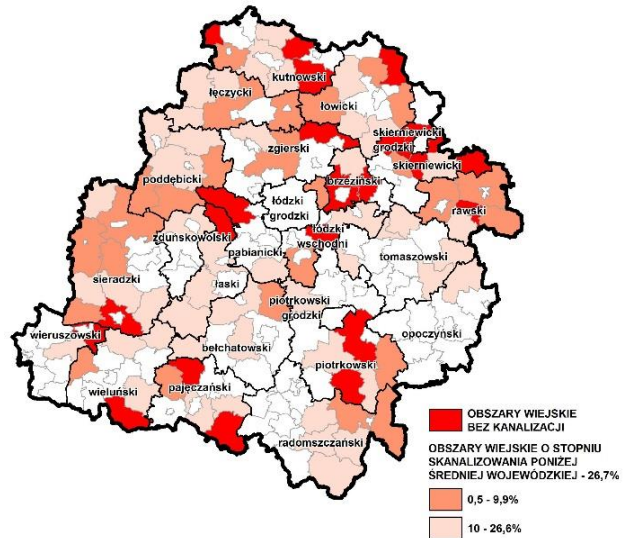 kutnowski
łęczycki
łowicki
skierniewicki
grodzki
skierniewicki
zgierski
brzeziński
poddębicki
rawski
łódzki
grodzki
łódzki
wschodni
zduńskowolski
pabianicki
tomaszowski
sieradzki
łaski
piotrkowski
grodzki
opoczyński
wieruszowski
bełchatowski
piotrkowski
wieluński
pajęczański
radomszczański
OBSZARY WIEJSKIE
BEZ KANALIZACJI
OBSZARY WIEJSKIE O STOPNIU
SKANALIZOWANIA PONIŻEJ
ŚREDNIEJ WOJEWÓDZKIEJ - 26,7%
0,5 - 9,9%
10 - 26,6%